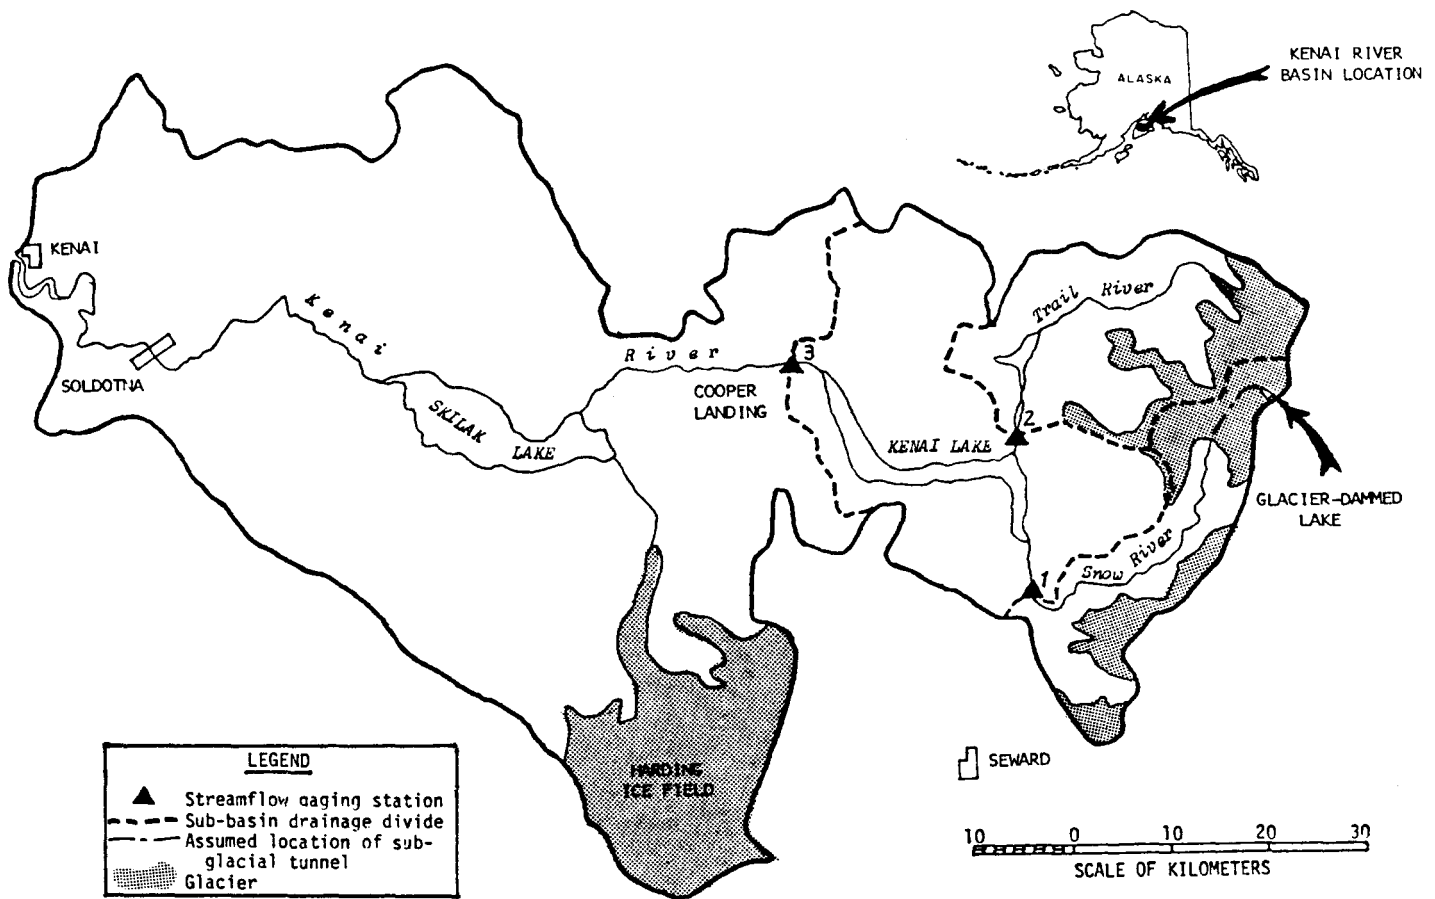 KENAI RIVER
BASIN LOCATION
ALASKA
KENAI
SOLDOTNA
Kenai
River
SKILAK
LAKE
COOPER
LANDING
3
KENAI LAKE
2
Trail River
GLACIER-DAMMED
LAKE
1
Snow River
HARDING
ICE FIELD
SEWARD
LEGEND
Streamflow gaging station
Sub-basin drainage divide
Assumed location of sub-
glacial tunnel
Glacier
10 0 10 20 30
SCALE OF KILOMETERS